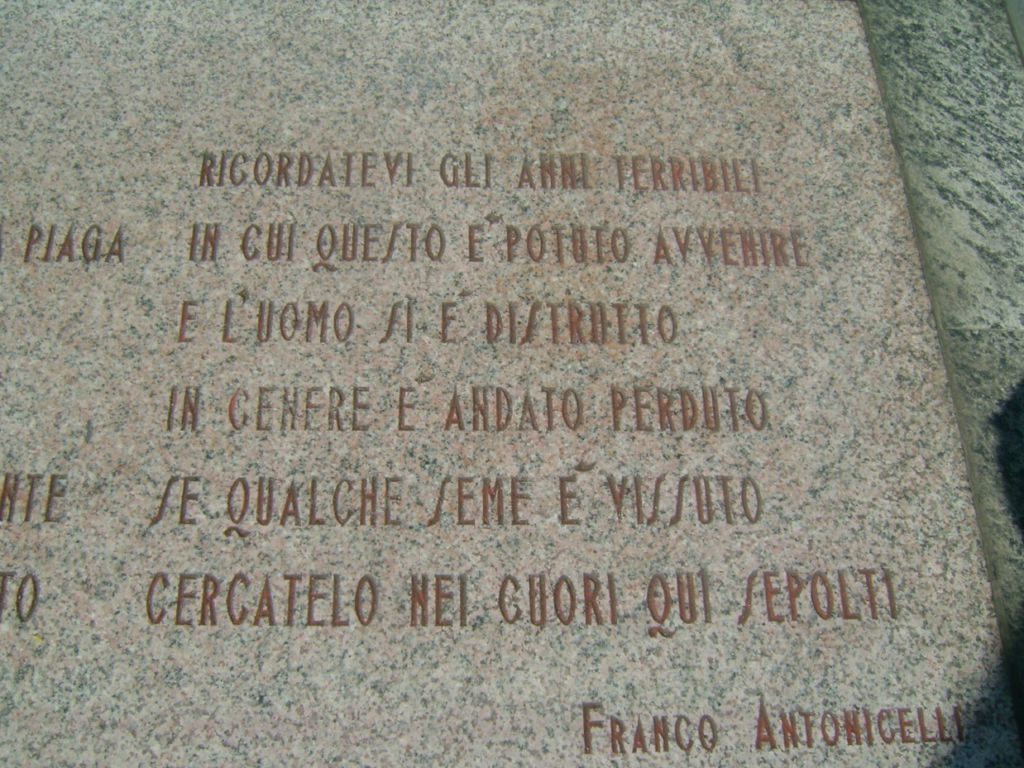 RICORDATEVI GLI ANNI TERRIBILI
PIAGA IN CUI QUESTO E' POTUTO AVVENIRE
E L'UOMO SI E' DISTRUTTO
IN CENERE E' ANDATO PERDUTO
NTE SE QUALCHE SEME E' VISSUTO
TO CERCATELO NEI CUORI QUI SEPOLTI
FRANCO ANTONICELLI